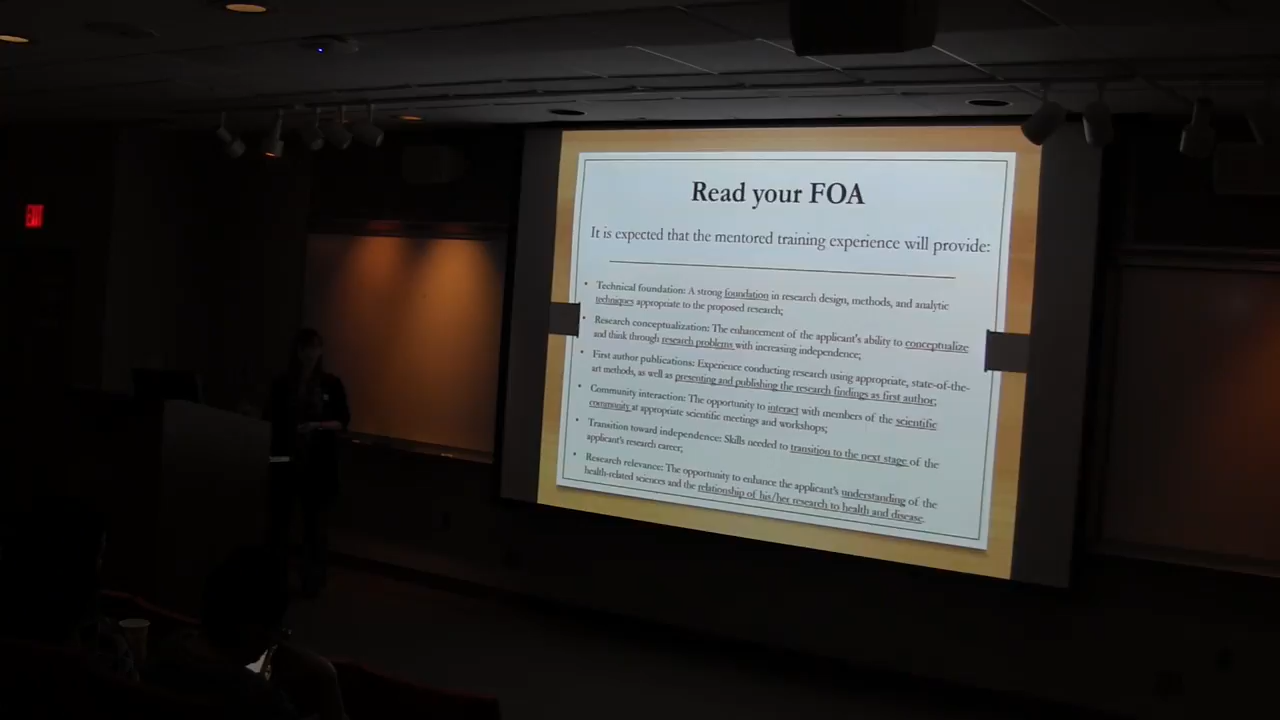 EXIT
Read your FOA
It is expected that the mentored training experience will provide:
• Technical foundation: A strong foundation in research design, methods, and analytic
techniques appropriate to the proposed research;
• Research conceptualization: The enhancement of the applicant's ability to conceptualize
and think through research problems with increasing independence;
• First author publications: Experience conducting research using appropriate, state-of-the-
art methods, as well as presenting and publishing the research findings as first author;
• Community interaction: The opportunity to interact with members of the scientific
community at appropriate scientific meetings and workshops;
• Transition toward independence: Skills needed to transition to the next stage of the
applicant's research career;
• Research relevance: The opportunity to enhance the applicant's understanding of the
health-related sciences and the relationship of his/her research to health and disease.